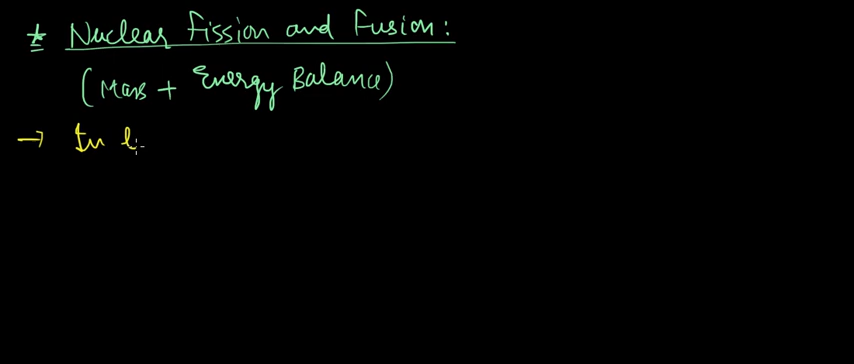 * Nuclear Fission and Fusion:
(Mass + Energy Balance)
→ In